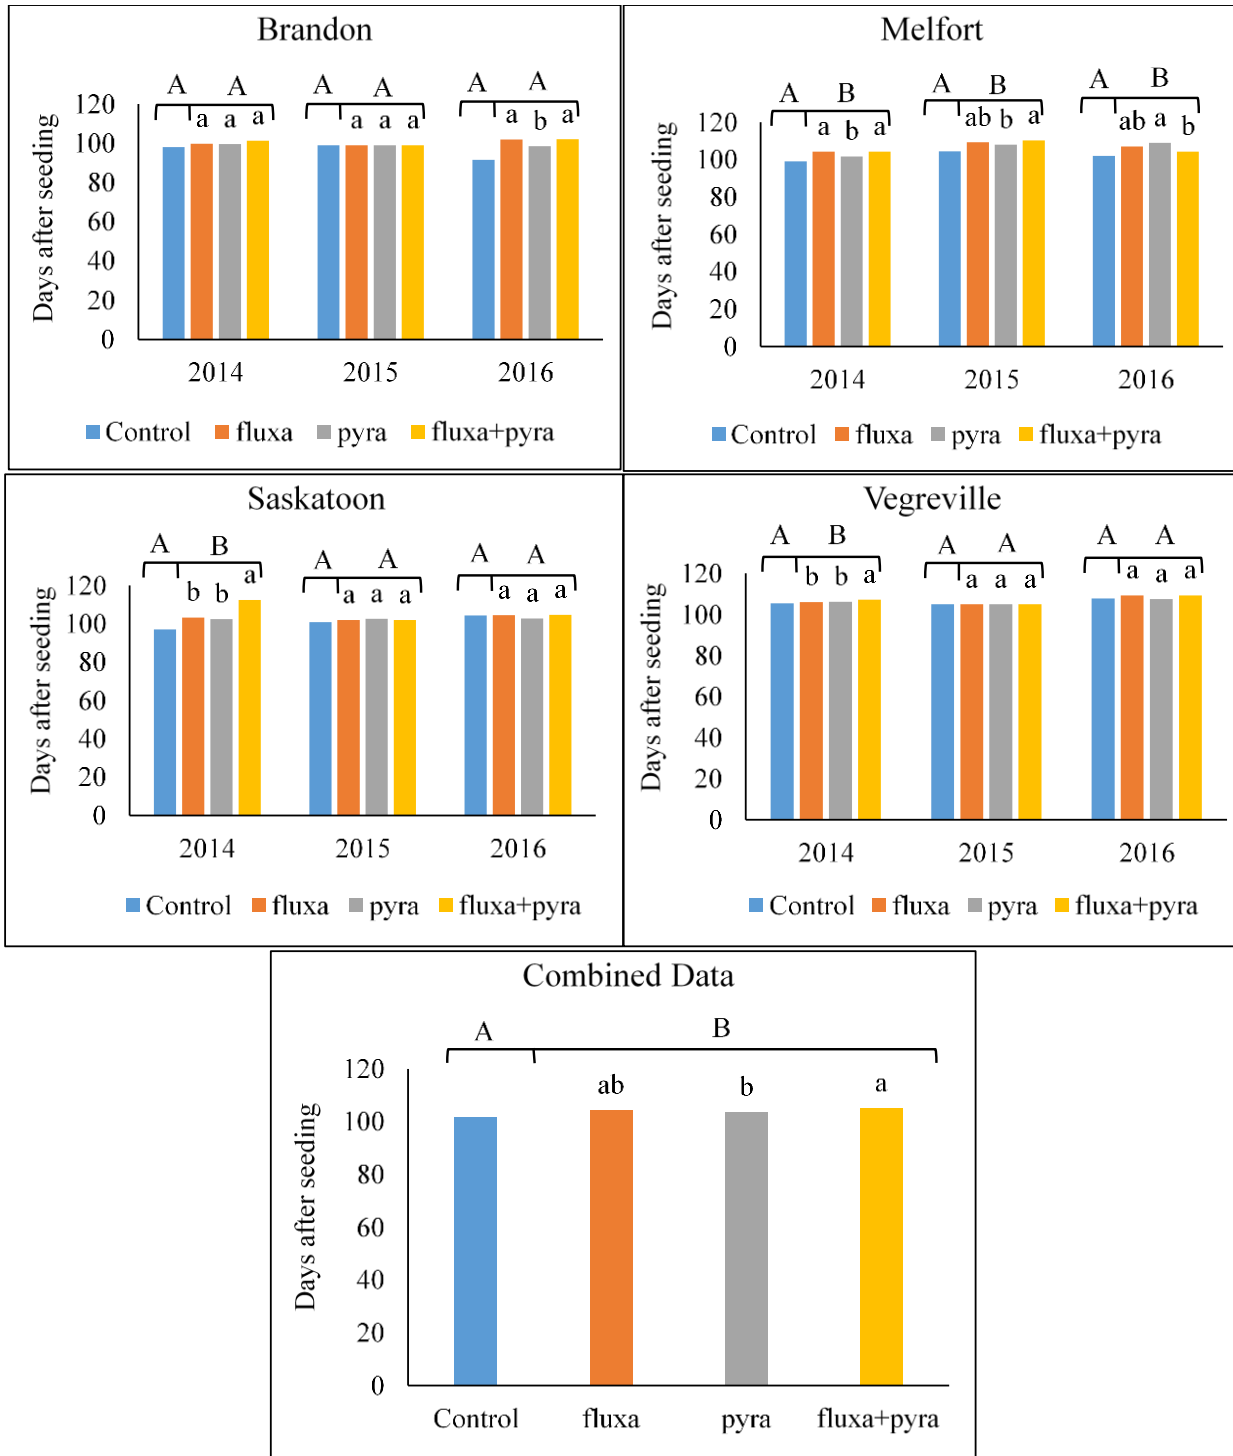 Brandon
A A A A A A
a a a a a a a b a
120
100
80
60
40
20
0
Days after seeding
2014 2015 2016
Control fluxa pyra fluxa+pyra
Melfort
A B A B A B
a b a ab b a ab a b
120
100
80
60
40
20
0
Days after seeding
2014 2015 2016
Control fluxa pyra fluxa+pyra
Saskatoon
A B A A A A
b b a a a a a a a
120
100
80
60
40
20
0
Days after seeding
2014 2015 2016
Control fluxa pyra fluxa+pyra
Vegreville
A B A A A A
b b a a a a a a a
120
100
80
60
40
20
0
Days after seeding
2014 2015 2016
Control fluxa pyra fluxa+pyra
Combined Data
A B
ab b a
120
100
80
60
40
20
0
Days after seeding
Control fluxa pyra fluxa+pyra